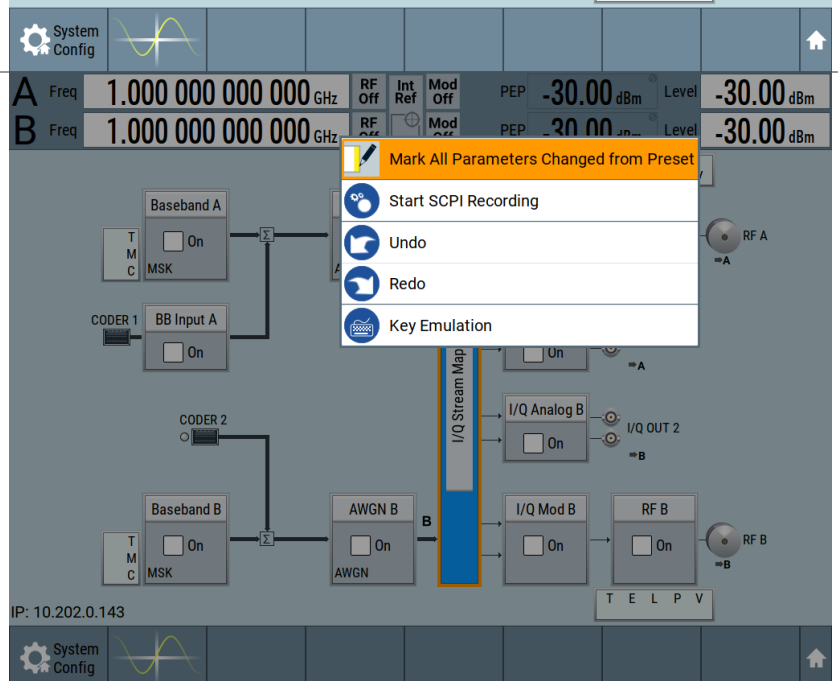 System
Config
A Freq 1.000 000 000 000 GHz RF Off Int Ref Mod Off PEP -30.00 dBm Level -30.00 dBm
B Freq 1.000 000 000 000 GHz RF Mod PEP -30.00 dBm Level -30.00 dBm
Mark All Parameters Changed from Preset
Start SCPI Recording
Undo
Redo
Key Emulation
Baseband A
T M C
On
MSK
Σ
RF A
⇒A
CODER 1
BB Input A
On
On
⇒A
I/Q Stream Map
CODER 2
I/Q Analog B
On
I/Q OUT 2
⇒B
Baseband B
T M C
On
MSK
Σ
AWGN B
On
AWGN
B
I/Q Mod B
On
RF B
On
RF B
⇒B
T E L P V
IP: 10.202.0.143
System
Config